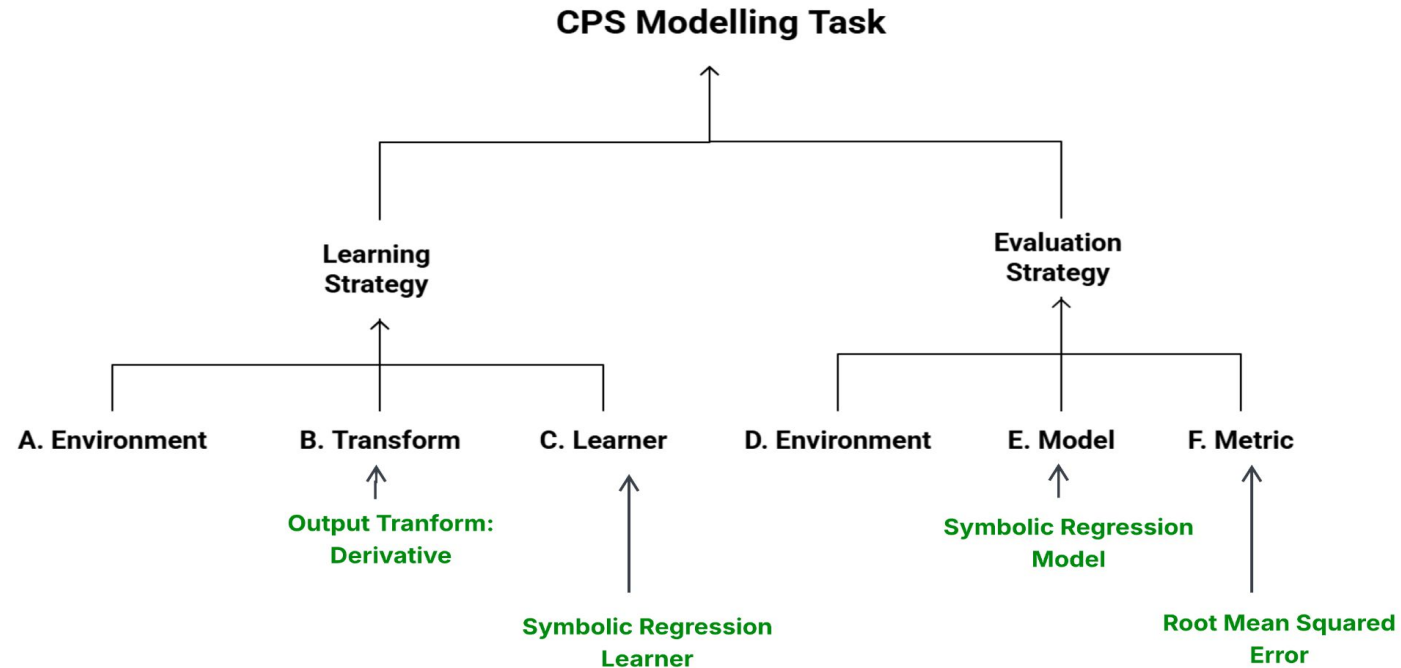 CPS Modelling Task
Learning
Strategy
Evaluation
Strategy
A. Environment
B. Transform
C. Learner
D. Environment
E. Model
F. Metric
Output Tranform:
Derivative
Symbolic Regression
Model
Symbolic Regression
Learner
Root Mean Squared
Error